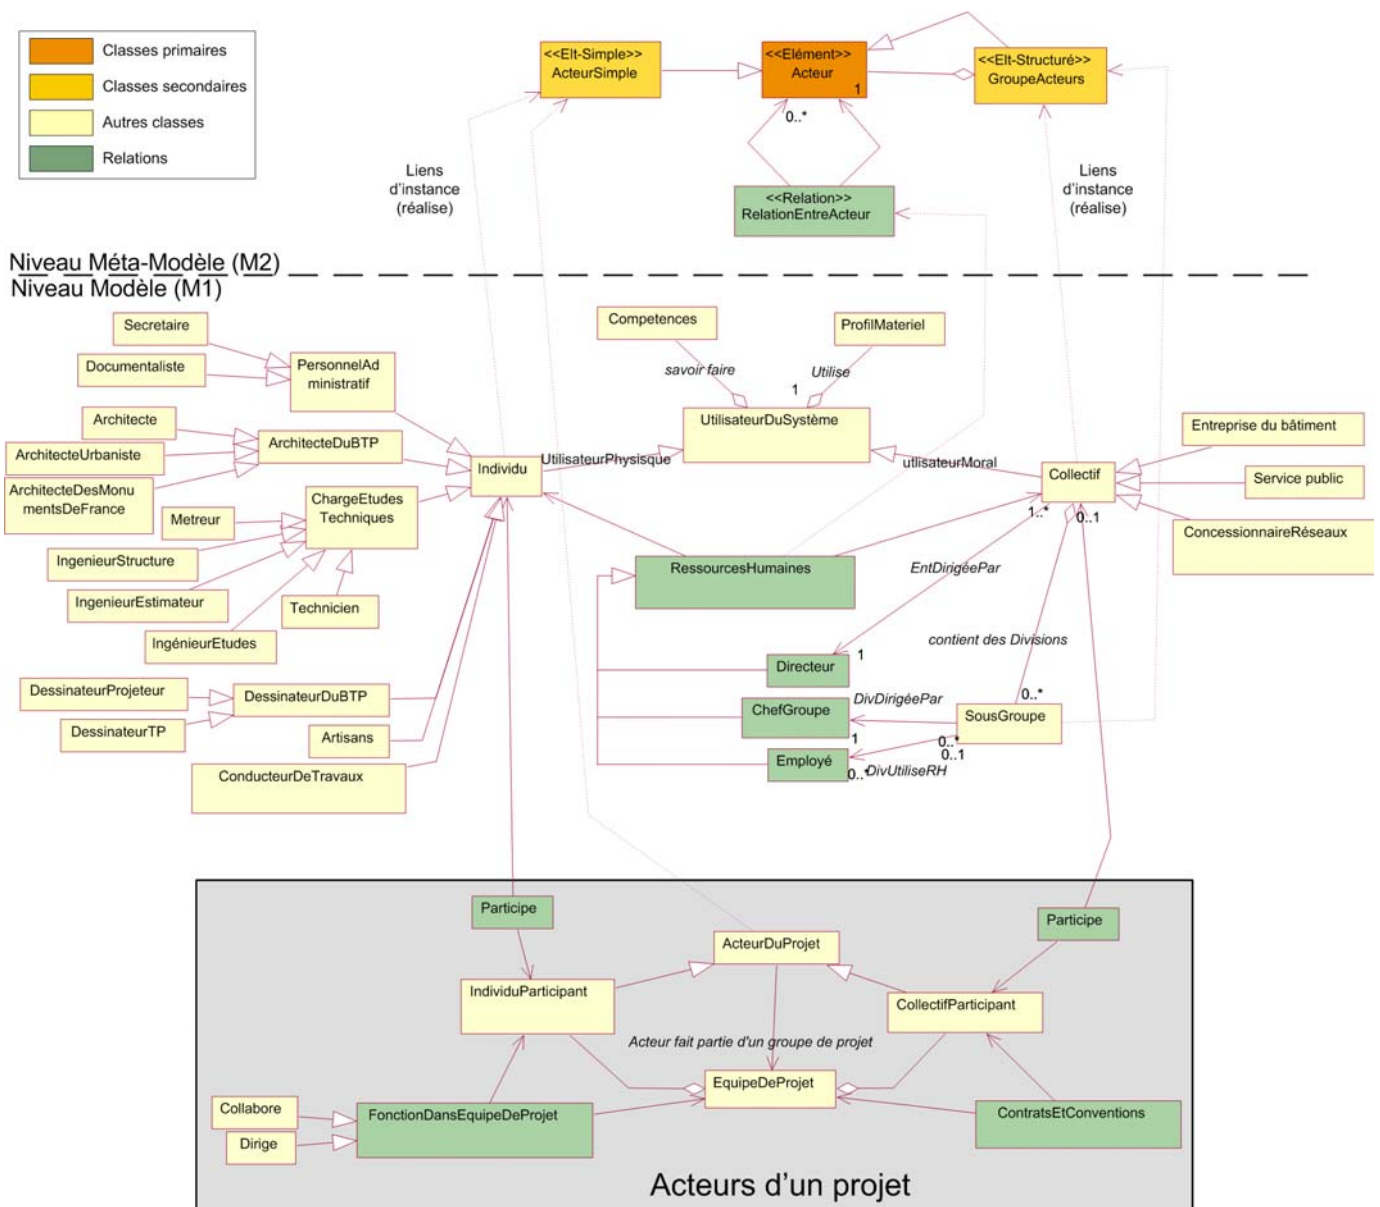 Classes primaires
Classes secondaires
Autres classes
Relations
<<Elt-Simple>>
ActeurSimple
<<Elément>>
Acteur
1
<<Elt-Structuré>>
GroupeActeurs
0..*
Liens
d'instance
(réalise)
<<Relation>>
RelationEntreActeur
Liens
d'instance
(réalise)
Niveau Méta-Modèle (M2)
Niveau Modèle (M1)
Secretaire
Documentaliste
PersonnelAd
ministratif
Competences
ProfilMateriel
savoir faire
Utilise
1
UtilisateurDuSystème
Architecte
ArchitecteUrbaniste
ArchitecteDesMonu
mentsDeFrance
ArchitecteDuBTP
Individu
UtilisateurPhysisque
utlisateurMoral
Collectif
1..*
0..1
Entreprise du bâtiment
Service public
ConcessionnaireRéseaux
ChargeEtudes
Techniques
Metreur
IngenieurStructure
IngenieurEstimateur
IngénieurEtudes
Technicien
RessourcesHumaines
EntDirigéePar
contient des Divisions
Directeur
1
DessinateurProjeteur
DessinateurTP
DessinateurDuBTP
Artisans
ConducteurDeTravaux
ChefGroupe
DivDirigéePar
1
0..*
SousGroupe
0..*
0..1
Employé
0..*
DivUtiliseRH
Participe
Participe
ActeurDuProjet
IndividuParticipant
CollectifParticipant
Acteur fait partie d'un groupe de projet
EquipeDeProjet
Collabore
Dirige
FonctionDansEquipeDeProjet
ContratsEtConventions
Acteurs d'un projet